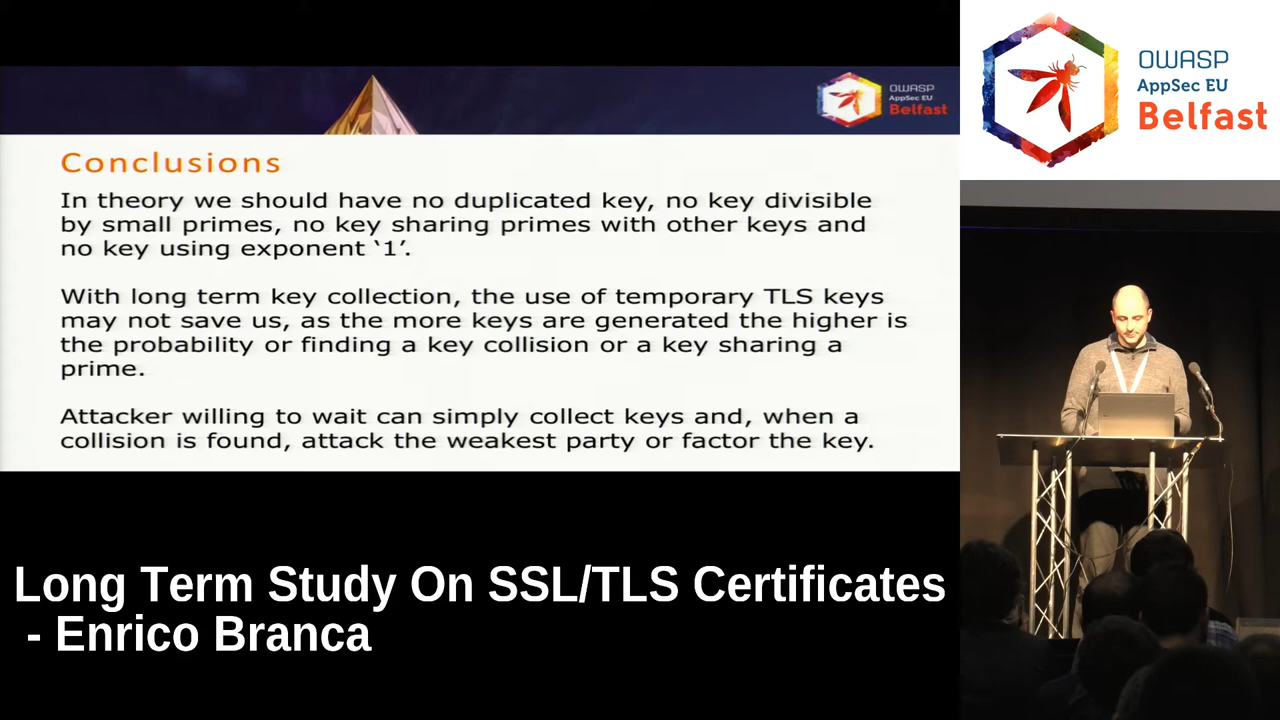 OWASP
AppSec EU
Belfast
Conclusions
In theory we should have no duplicated key, no key divisible
by small primes, no key sharing primes with other keys and
no key using exponent ‘1’.
With long term key collection, the use of temporary TLS keys
may not save us, as the more keys are generated the higher is
the probability or finding a key collision or a key sharing a
prime.
Attacker willing to wait can simply collect keys and, when a
collision is found, attack the weakest party or factor the key.
Long Term Study On SSL/TLS Certificates
- Enrico Branca
OWASP
AppSec EU
Belfast